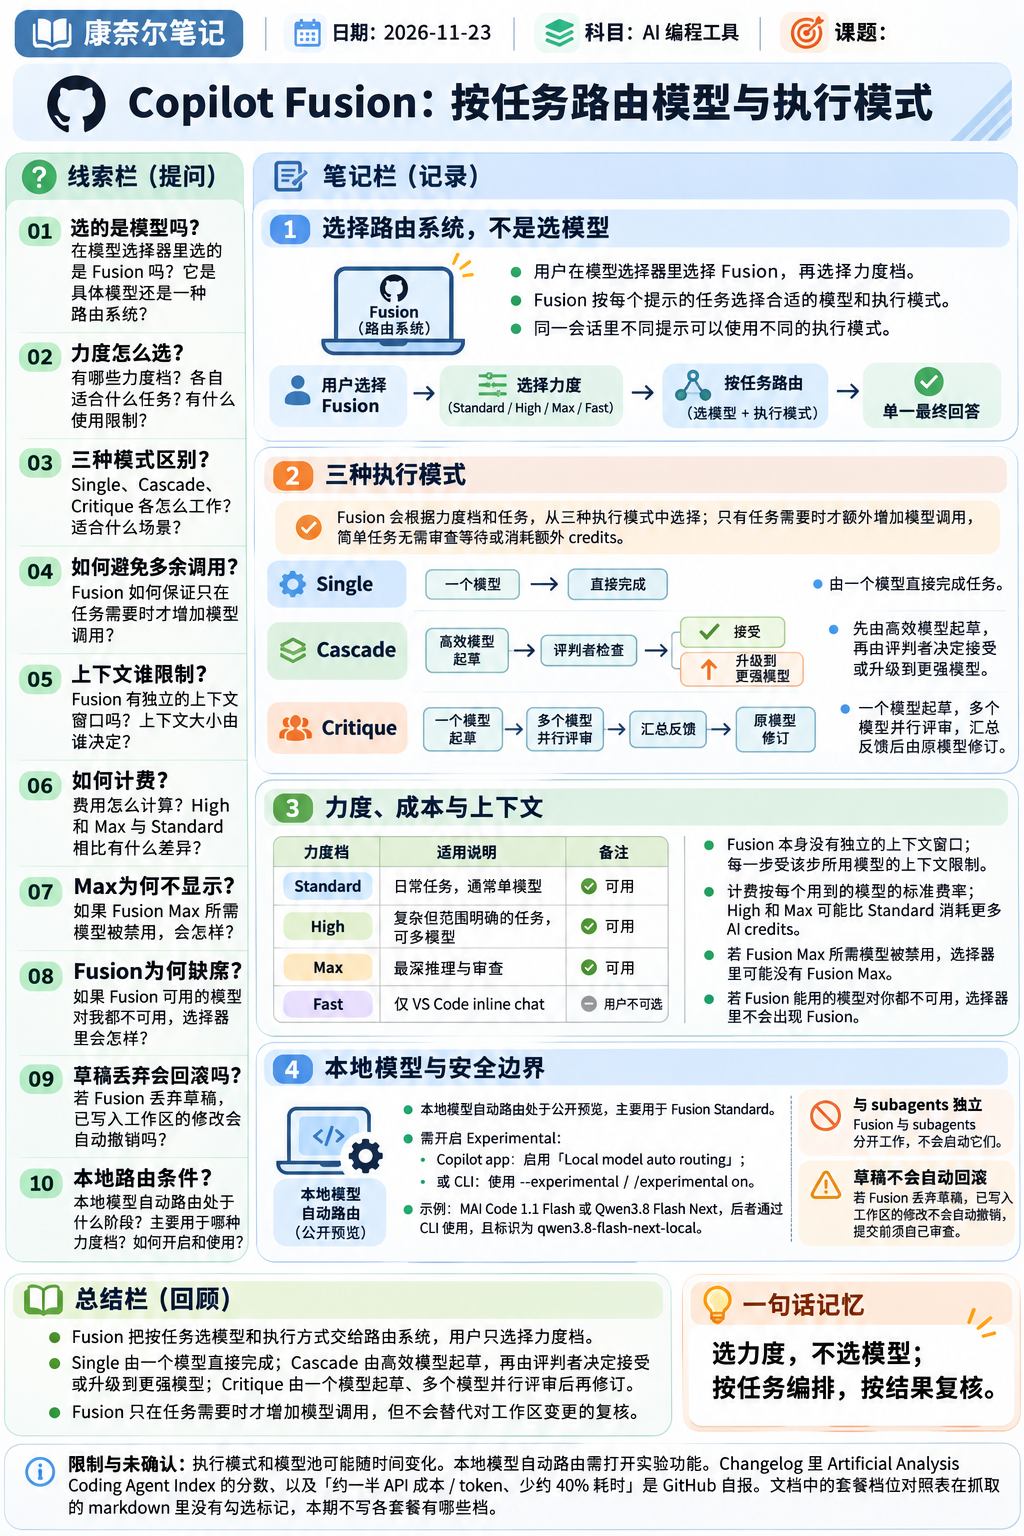 康奈尔笔记
日期：2026-11-23
科目：AI 编程工具
课题：
Copilot Fusion：按任务路由模型与执行模式
线索栏（提问）
01 选的是模型吗？
在模型选择器里选的
是 Fusion 吗？它是
具体模型还是一种
路由系统？
02 力度怎么选？
有哪些力度档？各自
适合什么任务？有什么
使用限制？
03 三种模式区别？
Single、Cascade、
Critique 各怎么工作？
适合什么场景？
04 如何避免多余调用？
Fusion 如何保证只在
任务需要时才增加模型
调用？
05 上下文谁限制？
Fusion 有独立的上下文
窗口吗？上下文大小由
谁决定？
06 如何计费？
费用怎么计算？High
和 Max 与 Standard
相比有什么差异？
07 Max为何不显示？
如果 Fusion Max 所需
模型被禁用，会怎样？
08 Fusion为何缺席？
如果 Fusion 可用的模型
对我都不可用，选择器
里会怎样？
09 草稿丢弃会回滚吗？
若 Fusion 丢弃草稿，
已写入工作区的修改会
自动撤销吗？
10 本地路由条件？
本地模型自动路由处于
什么阶段？主要用于哪种
力度档？如何开启和使用？
笔记栏（记录）
1 选择路由系统，不是选模型
Fusion
（路由系统）
用户在模型选择器里选择 Fusion，再选择力度档。
Fusion 按每个提示的任务选择合适的模型和执行模式。
同一会话里不同提示可以使用不同的执行模式。
用户选择
Fusion
选择力度
（Standard / High / Max / Fast）
按任务路由
（选模型 + 执行模式）
单一最终回答
2 三种执行模式
Fusion 会根据力度档和任务，从三种执行模式中选择；只有任务需要时才额外增加模型调用，
简单任务无需审查等待或消耗额外 credits。
Single
一个模型
直接完成
由一个模型直接完成任务。
Cascade
高效模型
起草
评判者检查
接受
升级到
更强模型
先由高效模型起草，
再由评判者决定接受
或升级到更强模型。
Critique
一个模型
起草
多个模型
并行评审
汇总反馈
原模型
修订
一个模型起草，多个
模型并行评审，汇总
反馈后由原模型修订。
3 力度、成本与上下文
力度档 适用说明 备注
Standard 日常任务，通常单模型 可用
High 复杂但范围明确的任务，
可多模型 可用
Max 最深推理与审查 可用
Fast 仅 VS Code inline chat 用户不可选
Fusion 本身没有独立的上下文窗口；
每一步受该步所用模型的上下文限制。
计费按每个用到的模型的标准费率；
High 和 Max 可能比 Standard 消耗更多
AI credits。
若 Fusion Max 所需模型被禁用，选择器
里可能没有 Fusion Max。
若 Fusion 能用的模型对你都不可用，选择器
里不会出现 Fusion。
4 本地模型与安全边界
</>
本地模型
自动路由
（公开预览）
本地模型自动路由处于公开预览，主要用于 Fusion Standard。
需开启 Experimental：
Copilot app：启用「Local model auto routing」；
或 CLI：使用 --experimental / /experimental on。
示例：MAI Code 1.1 Flash 或 Qwen3.8 Flash Next，后者通过
CLI 使用，且标识为 qwen3.8-flash-next-local。
与 subagents 独立
Fusion 与 subagents
分开工作，不会启动它们。
草稿不会自动回滚
若 Fusion 丢弃草稿，已写入
工作区的修改不会自动撤销，
提交前须自己审查。
总结栏（回顾）
Fusion 把按任务选模型和执行方式交给路由系统，用户只选择力度档。
Single 由一个模型直接完成；Cascade 由高效模型起草，再由评判者决定接受
或升级到更强模型；Critique 由一个模型起草、多个模型并行评审后再修订。
Fusion 只在任务需要时才增加模型调用，但不会替代对工作区变更的复核。
一句话记忆
选力度，不选模型；
按任务编排，按结果复核。
限制与未确认：执行模式和模型池可能随时间变化。本地模型自动路由需打开实验功能。Changelog 里 Artificial Analysis
Coding Agent Index 的分数、以及「约一半 API 成本 / token、少约 40% 耗时」是 GitHub 自报。文档中的套餐档位对照表在抓取
的 markdown 里没有勾选标记，本期不写各套餐有哪些档。